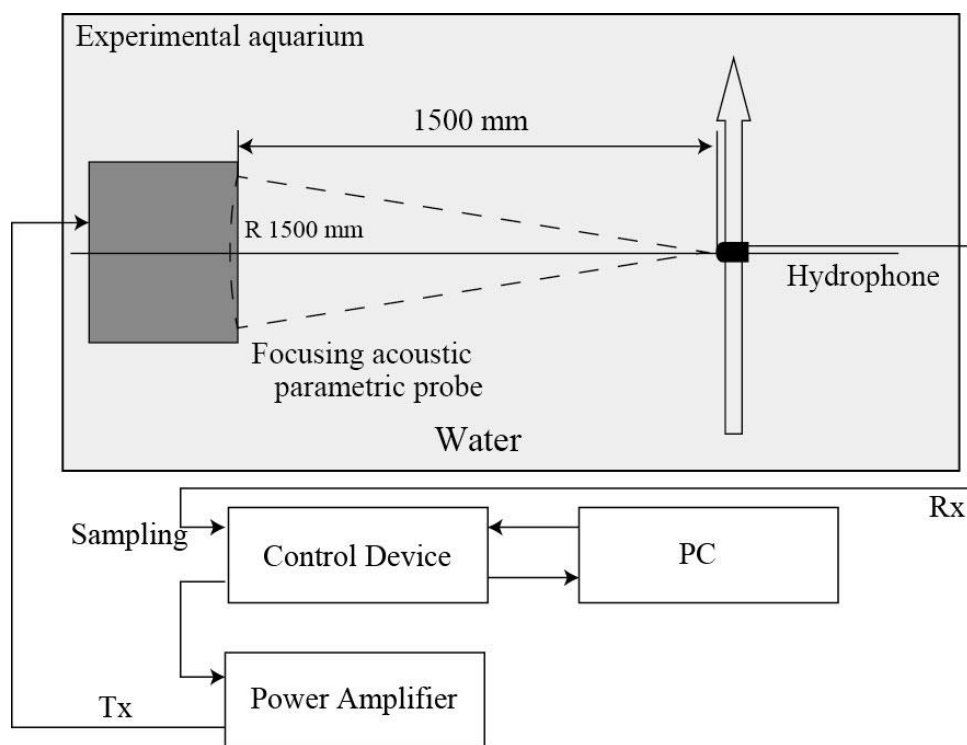 Experimental aquarium
1500 mm
R 1500 mm
Hydrophone
Focusing acoustic
parametric probe
Water
Rx
Sampling
Control Device
PC
Power Amplifier
Tx